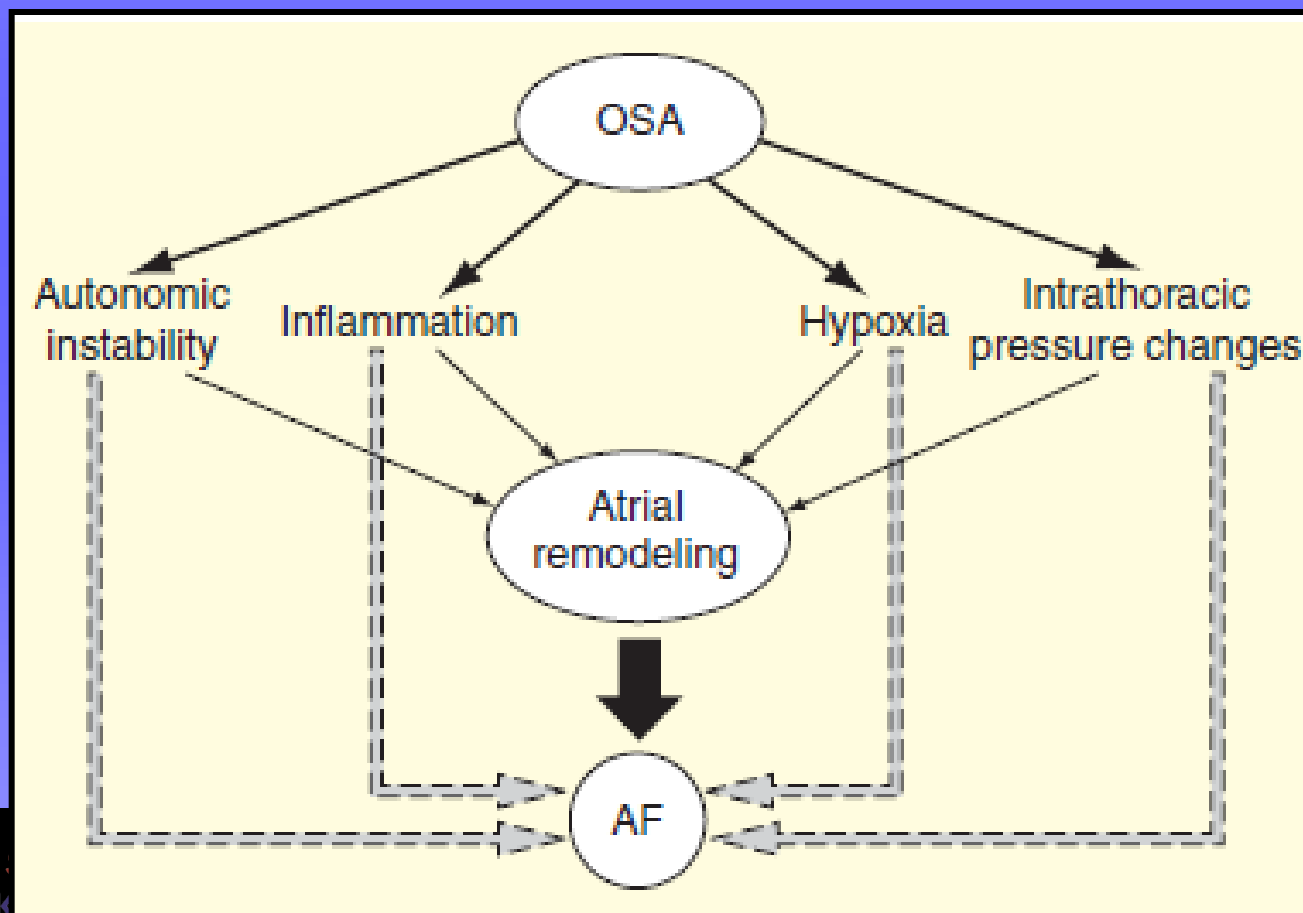 OSA
Autonomic
instability
Inflammation
Hypoxia
Intrathoracic
pressure changes
Atrial
remodeling
AF